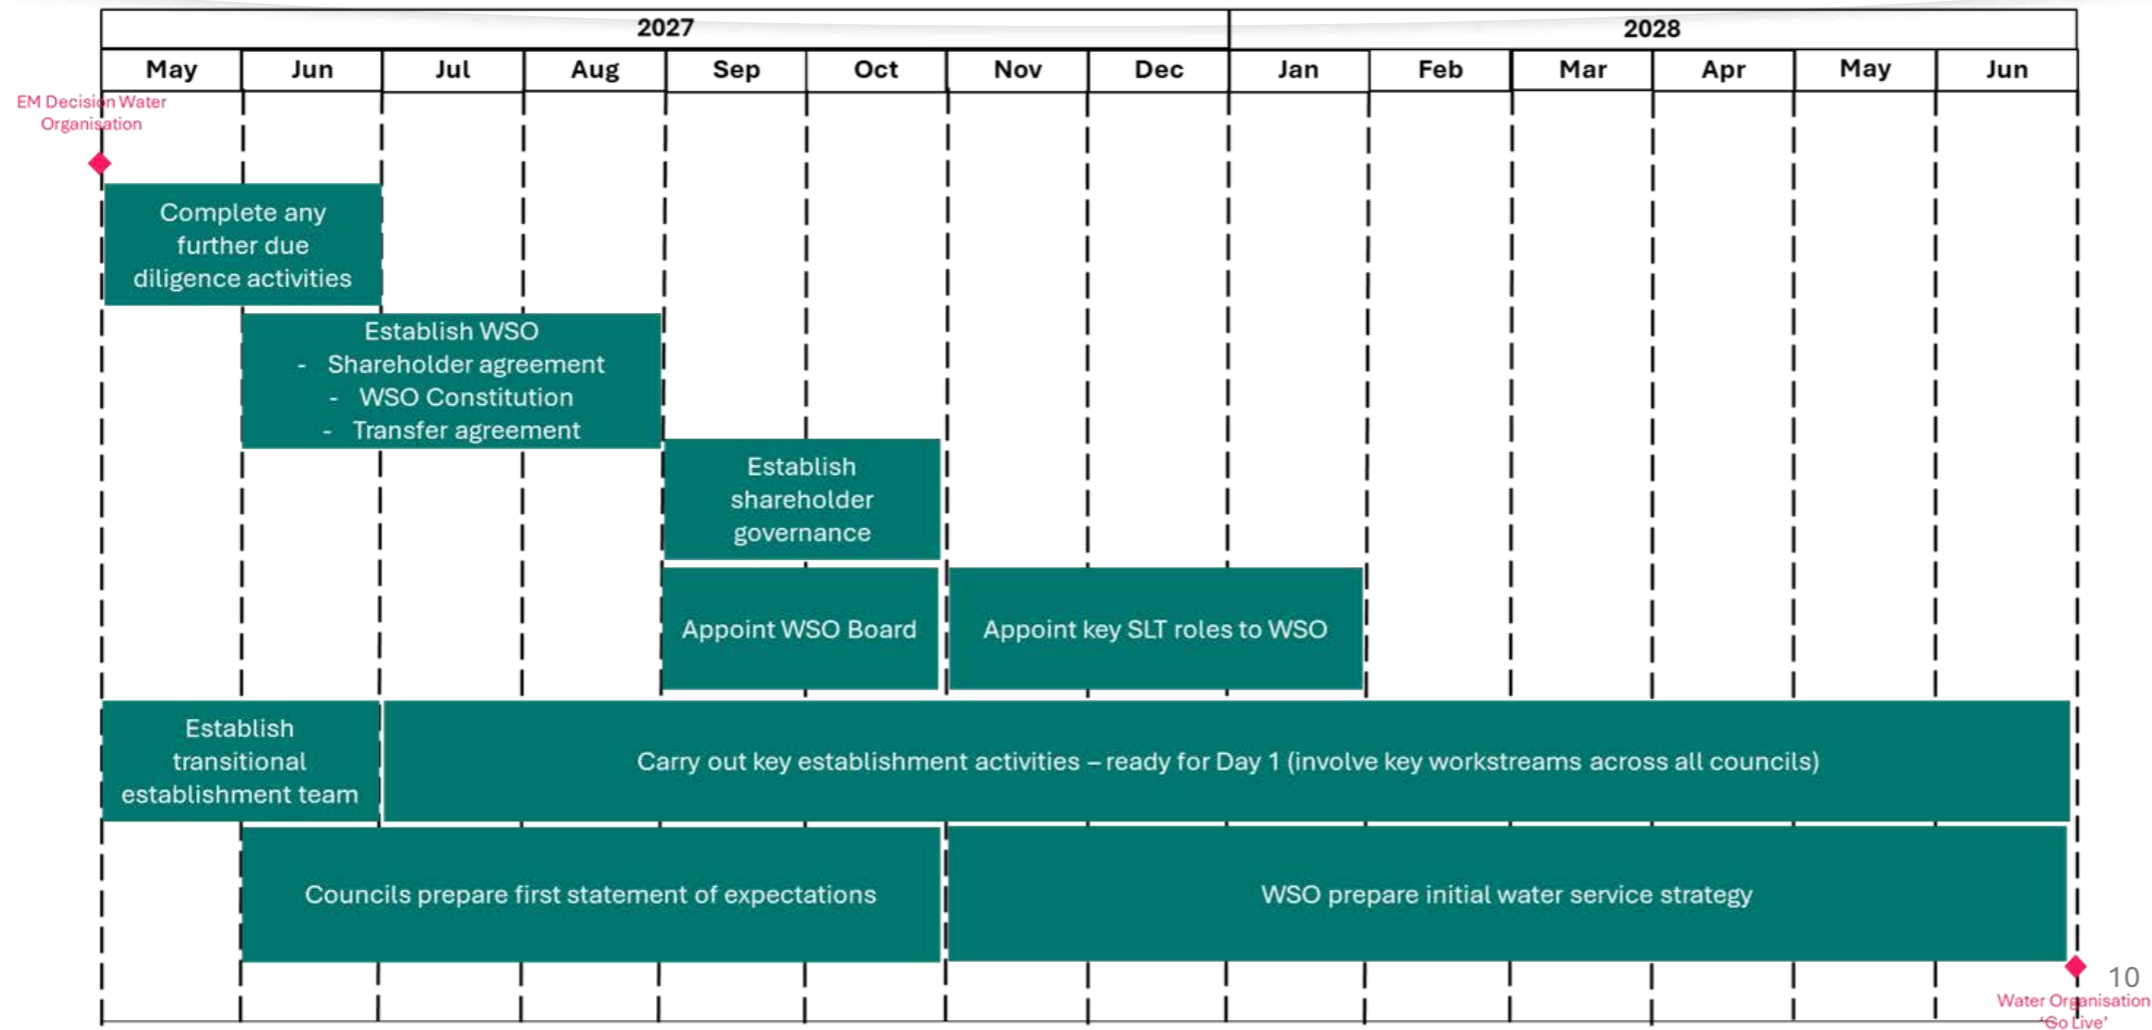 2027
2028
May
Jun
Jul
Aug
Sep
Oct
Nov
Dec
Jan
Feb
Mar
Apr
May
Jun
EM Decision Water
Organisation
Complete any
further due
diligence activities
Establish WSO
- Shareholder agreement
- WSO Constitution
- Transfer agreement
Establish
shareholder
governance
Appoint WSO Board
Appoint key SLT roles to WSO
Establish
transitional
establishment team
Carry out key establishment activities – ready for Day 1 (involve key workstreams across all councils)
Councils prepare first statement of expectations
WSO prepare initial water service strategy
10
Water Organisation
‘Go Live’